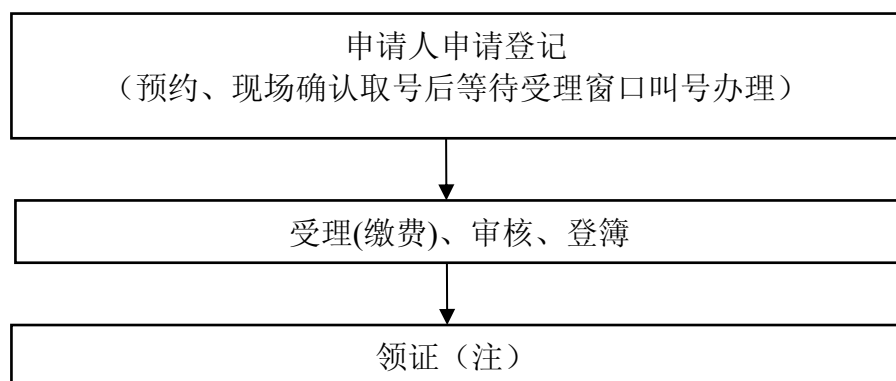 申请人申请登记
（预约、现场确认取号后等待受理窗口叫号办理）
受理(缴费)、审核、登簿
领证（注）